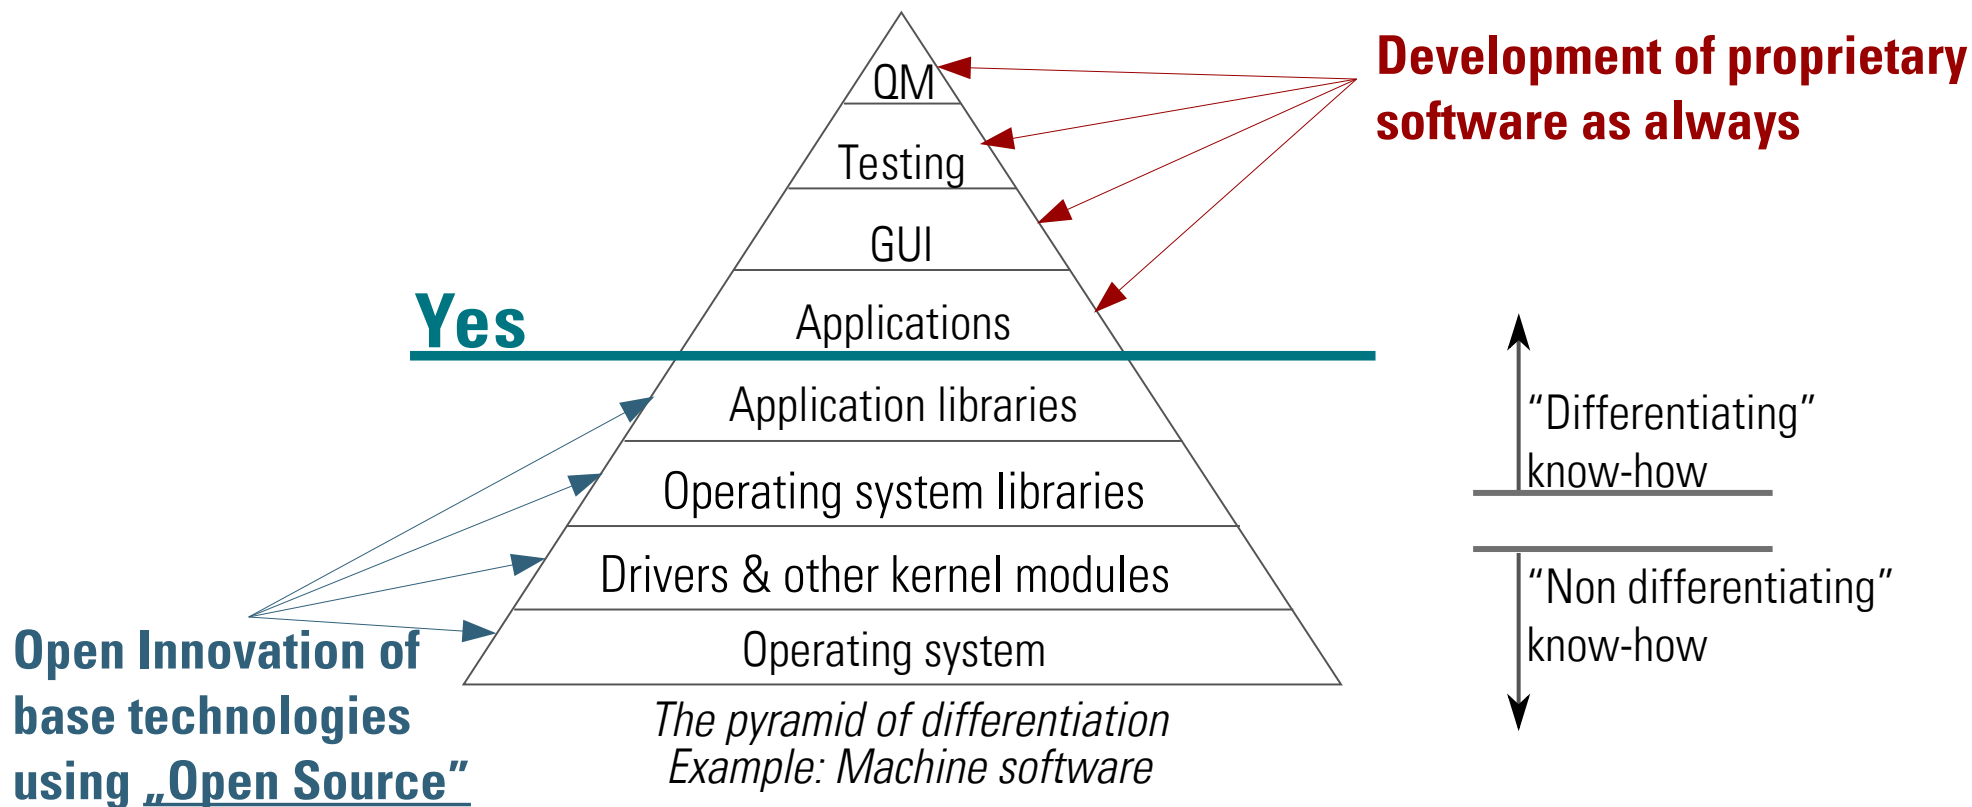 QM
Testing
GUI
Applications
Application libraries
Operating system libraries
Drivers & other kernel modules
Operating system
The pyramid of differentiation
Example: Machine software
Development of proprietary
software as always
Yes
Open Innovation of
base technologies
using „Open Source”
“Differentiating”
know-how
“Non differentiating”
know-how